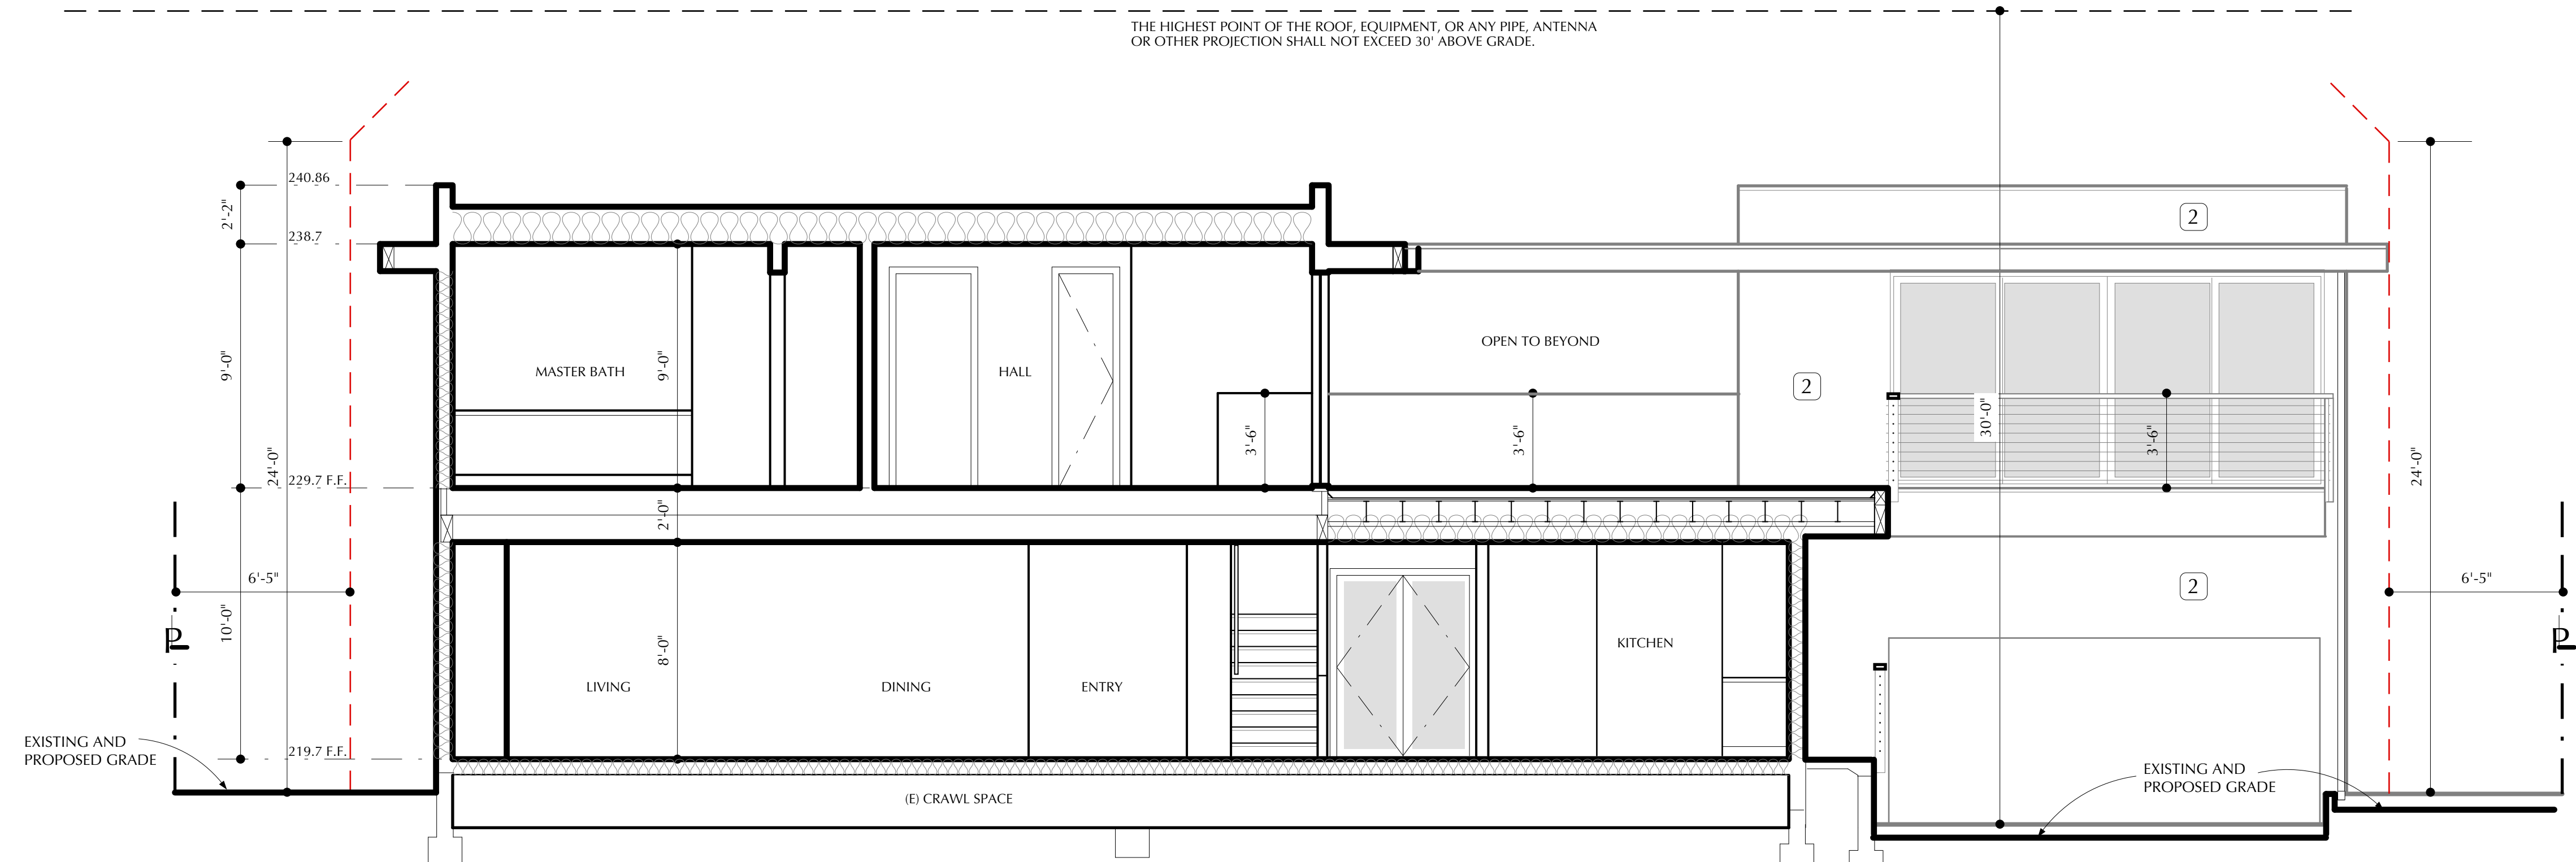 THE HIGHEST POINT OF THE ROOF, EQUIPMENT, OR ANY PIPE, ANTENNA
OR OTHER PROJECTION SHALL NOT EXCEED 30' ABOVE GRADE.
240.86
2'-2"
238.7
2
OPEN TO BEYOND
9'-0"
MASTER BATH
9'-0"
HALL
2
30'-0"
3'-6"
3'-6"
3'-6"
24'-0"
24'-0"
229.7 F.F.
2'-0"
6'-5"
6'-5"
2
10'-0"
P
P
8'-0"
KITCHEN
LIVING
DINING
ENTRY
EXISTING AND
PROPOSED GRADE
219.7 F.F.
EXISTING AND
PROPOSED GRADE
(E) CRAWL SPACE